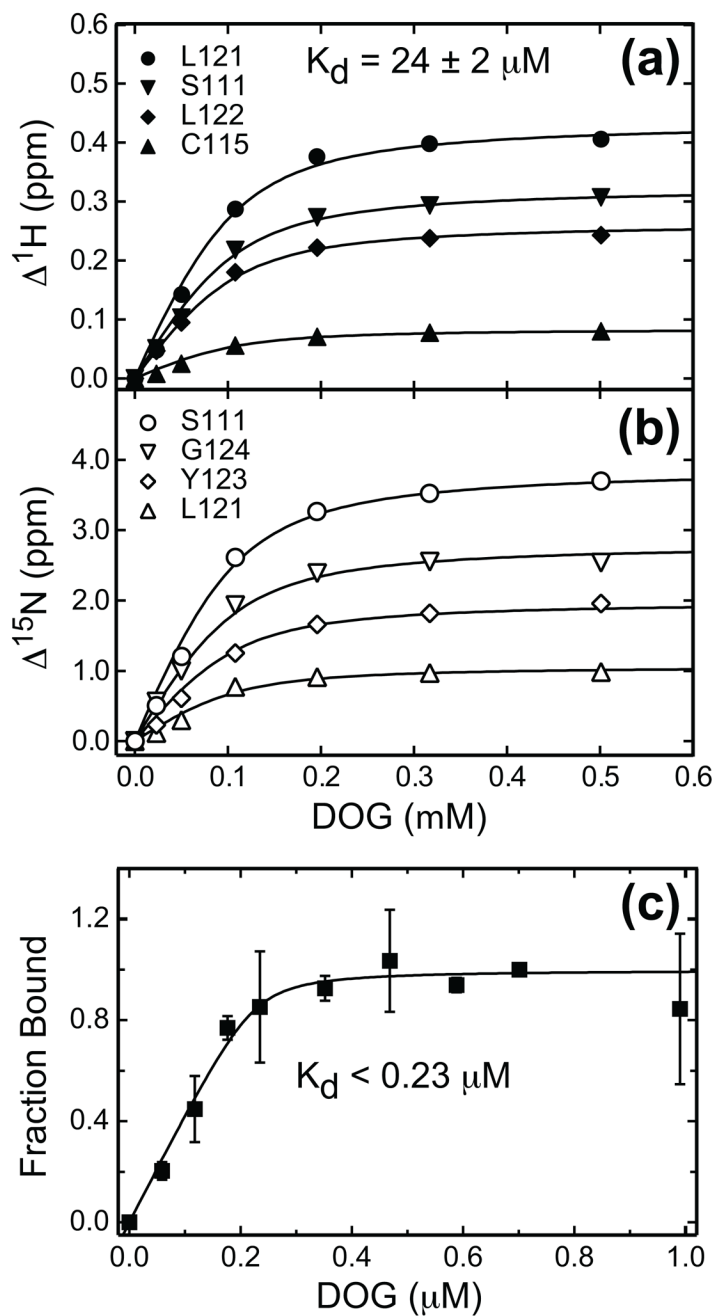 0.6
L121
S111
L122
C115
K_d = 24 ± 2 μM
(a)
0.5
0.4
0.3
0.2
0.1
0.0
Δ¹H (ppm)
(b)
S111
G124
Y123
L121
4.0
3.0
2.0
1.0
0.0
Δ¹⁵N (ppm)
0.0 0.1 0.2 0.3 0.4 0.5 0.6
DOG (mM)
(c)
1.2
0.8
0.4
0.0
Fraction Bound
K_d < 0.23 μM
0.0 0.2 0.4 0.6 0.8 1.0
DOG (μM)